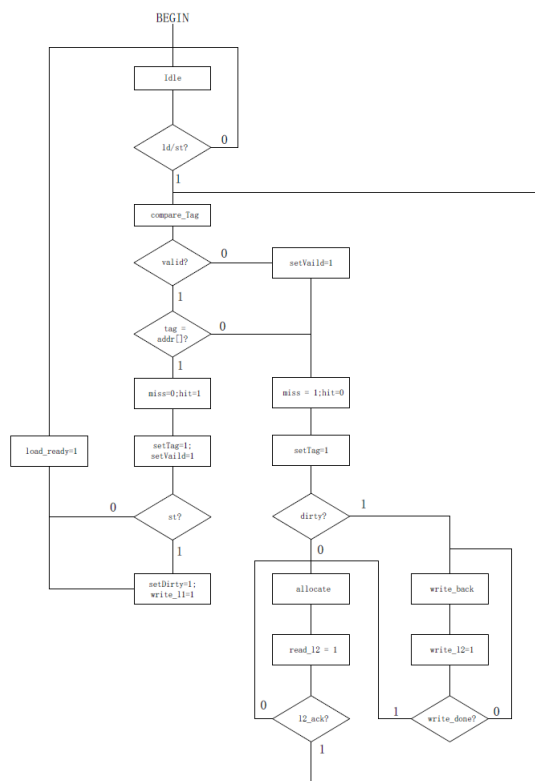 BEGIN
Idle
ld/st?
0
1
compare_Tag
valid?
0
setVaild=1
1
tag =
addr[]?
0
1
miss=0;hit=1
miss = 1;hit=0
load_ready=1
setTag=1;
setVaild=1
setTag=1
st?
0
1
dirty?
1
0
setDirty=1;
write_l1=1
allocate
write_back
read_l2 = 1
write_l2=1
l2_ack?
0
1
write_done?
1
0